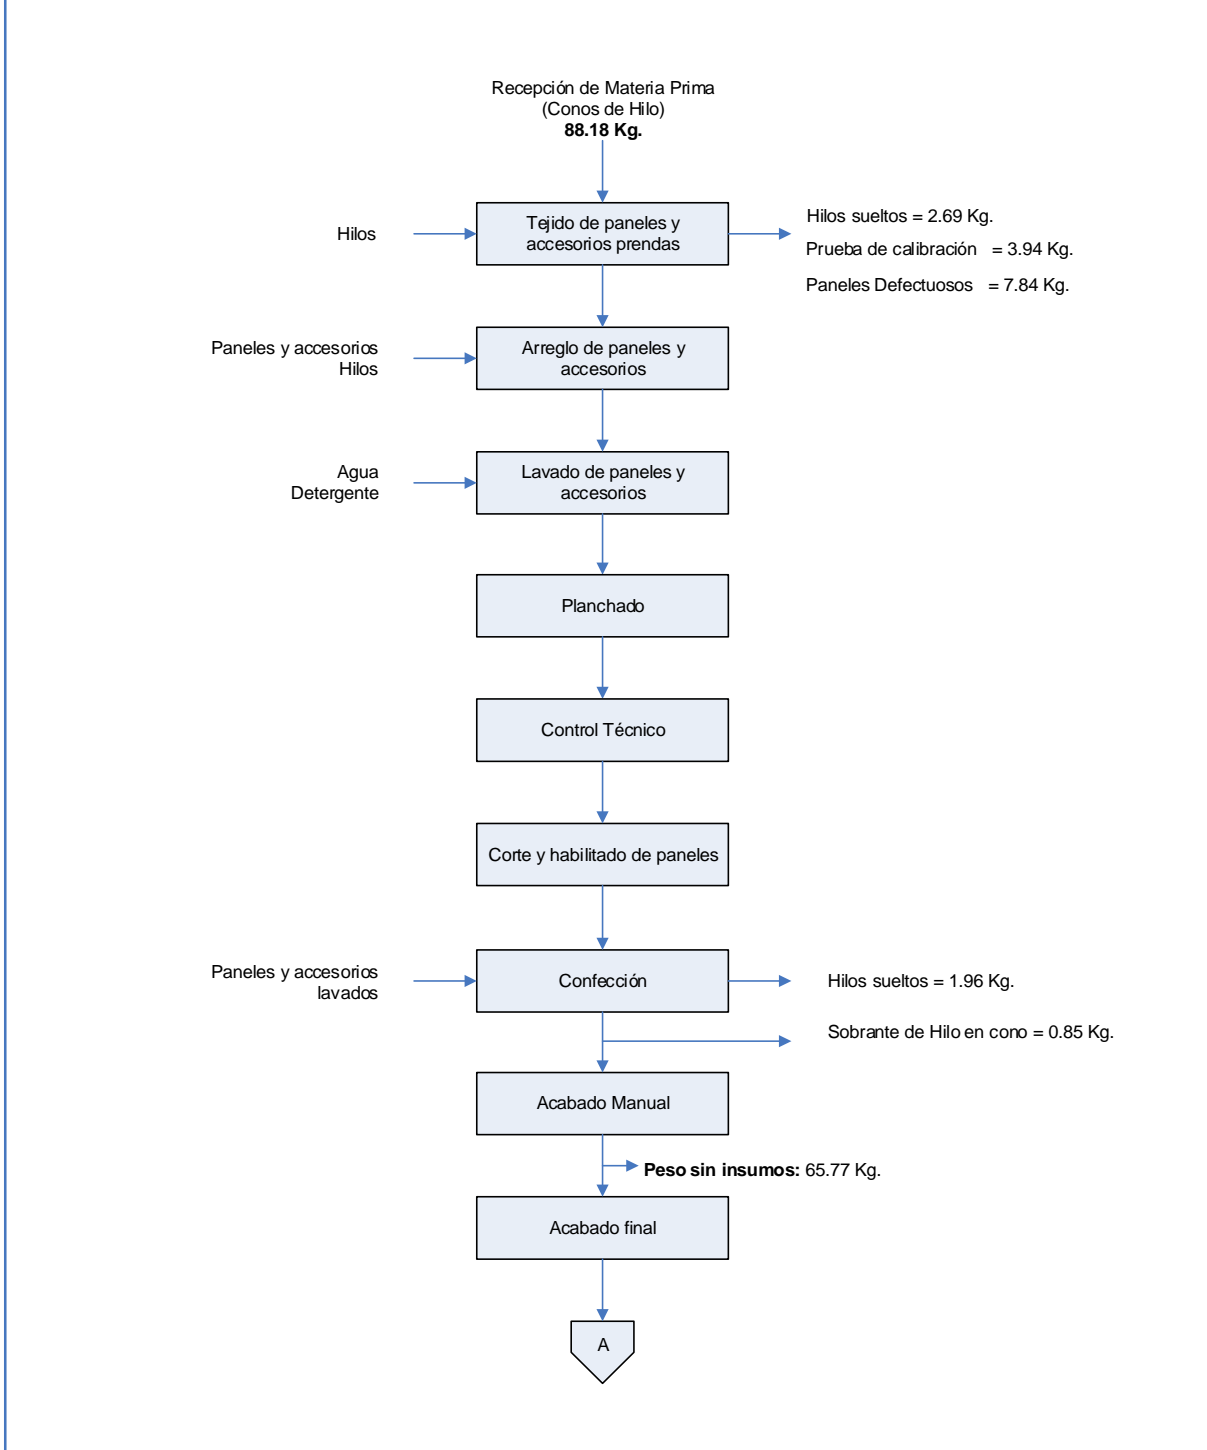 Recepción de Materia Prima
(Conos de Hilo)
88.18 Kg.
Hilos
Tejido de paneles y
accesorios prendas
Hilos sueltos = 2.69 Kg.
Prueba de calibración = 3.94 Kg.
Paneles Defectuosos = 7.84 Kg.
Paneles y accesorios
Hilos
Arreglo de paneles y
accesorios
Agua
Detergente
Lavado de paneles y
accesorios
Planchado
Control Técnico
Corte y habilitado de paneles
Paneles y accesorios
lavados
Confección
Hilos sueltos = 1.96 Kg.
Sobrante de Hilo en cono = 0.85 Kg.
Acabado Manual
Peso sin insumos: 65.77 Kg.
Acabado final
A